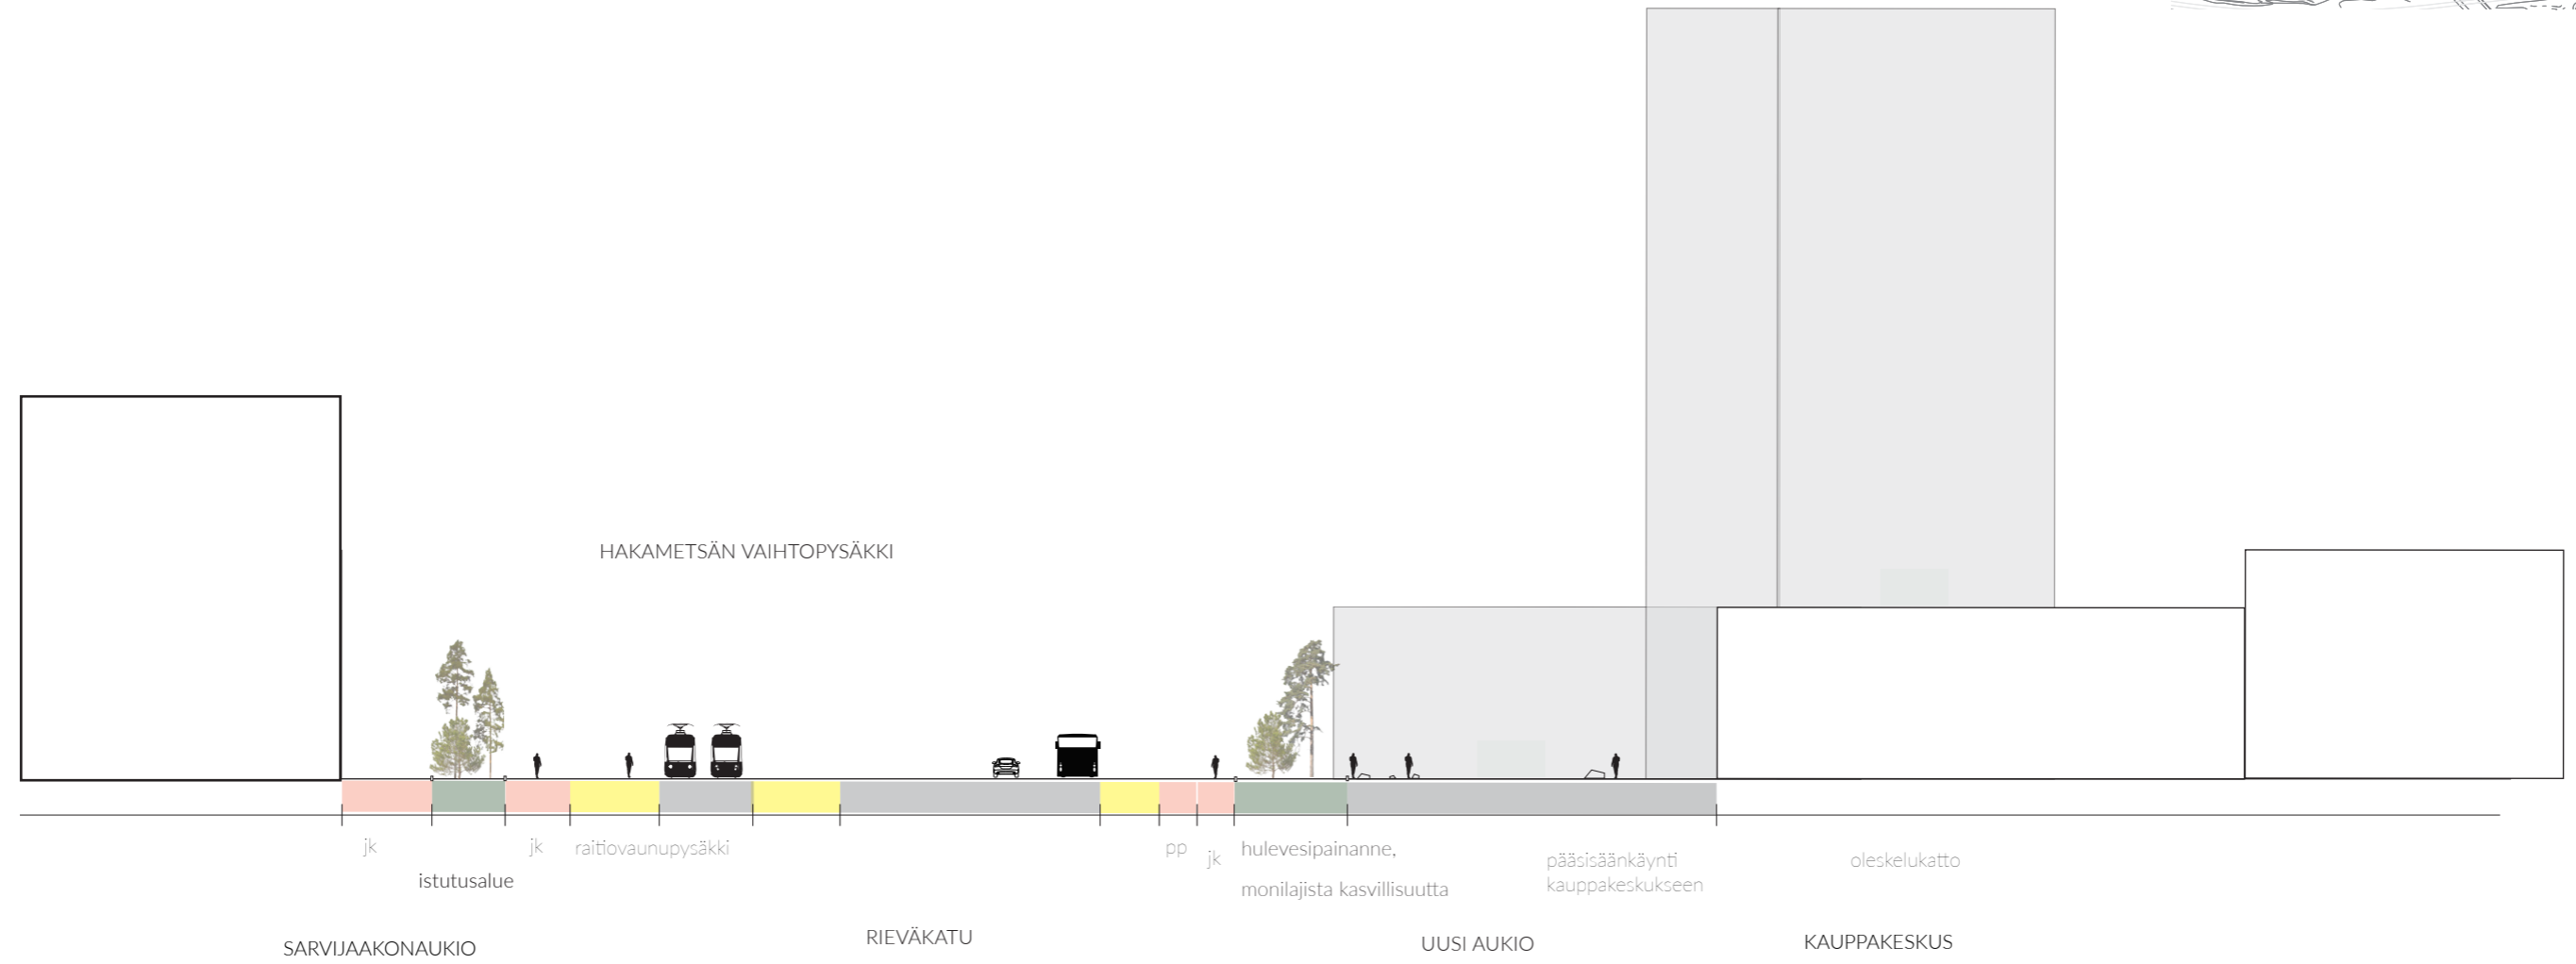 HAKAMETSÄN VAIHTOPYSÄKKI
jk
jk
raitiovaunupysäkki
pp
jk
hulevesipainanne,
monilajista kasvillisuutta
pääsisäänkäynti
kauppakeskukseen
oleskelukatto
istutusalue
SARVIJAAKONAUKIO
RIEVÄKATU
UUSI AUKIO
KAUPPAKESKUS